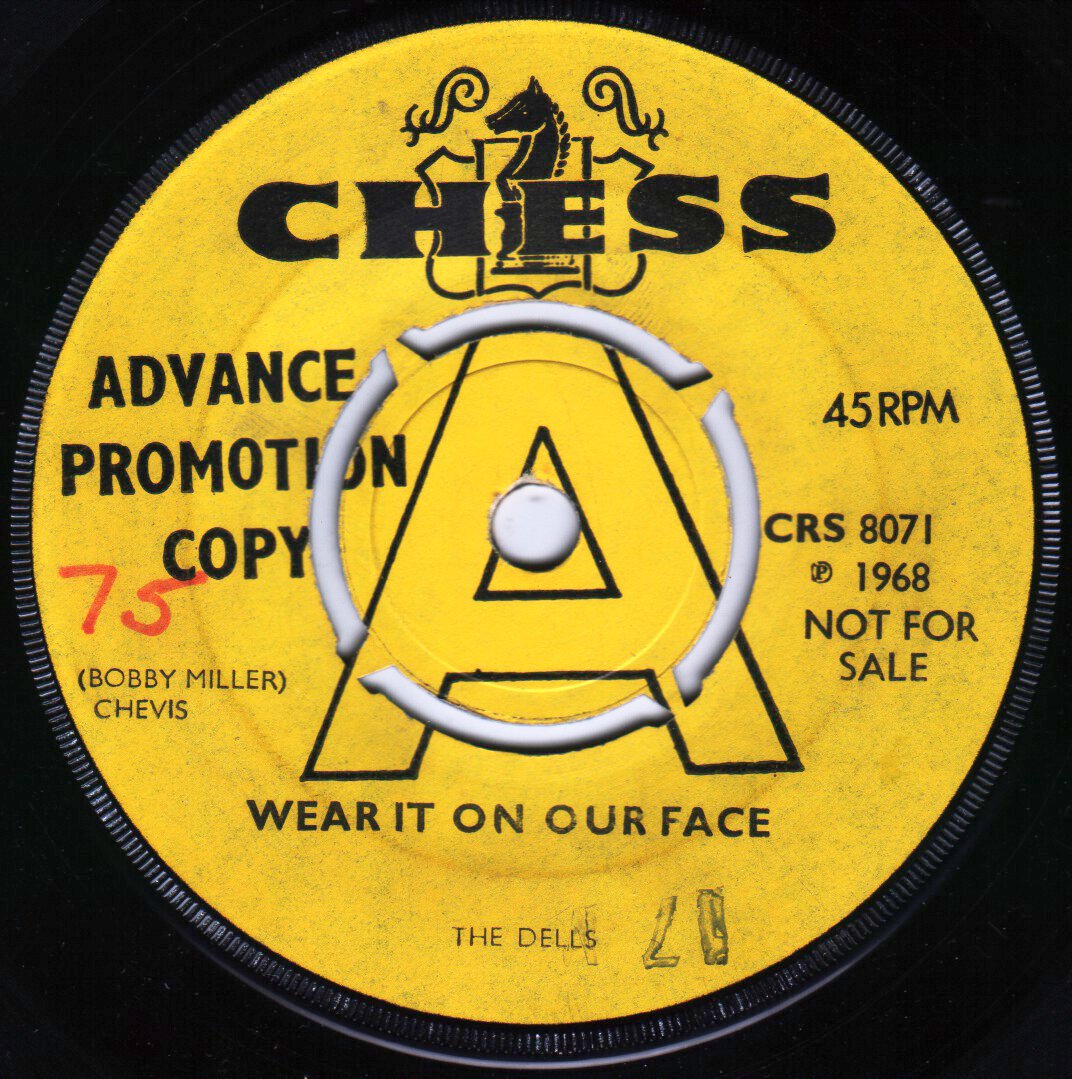 CHESS
ADVANCE
PROMOTION
COPY
A
45 RPM
CRS 8071
℗ 1968
NOT FOR
SALE
75
(BOBBY MILLER)
CHEVIS
WEAR IT ON OUR FACE
THE DELLS